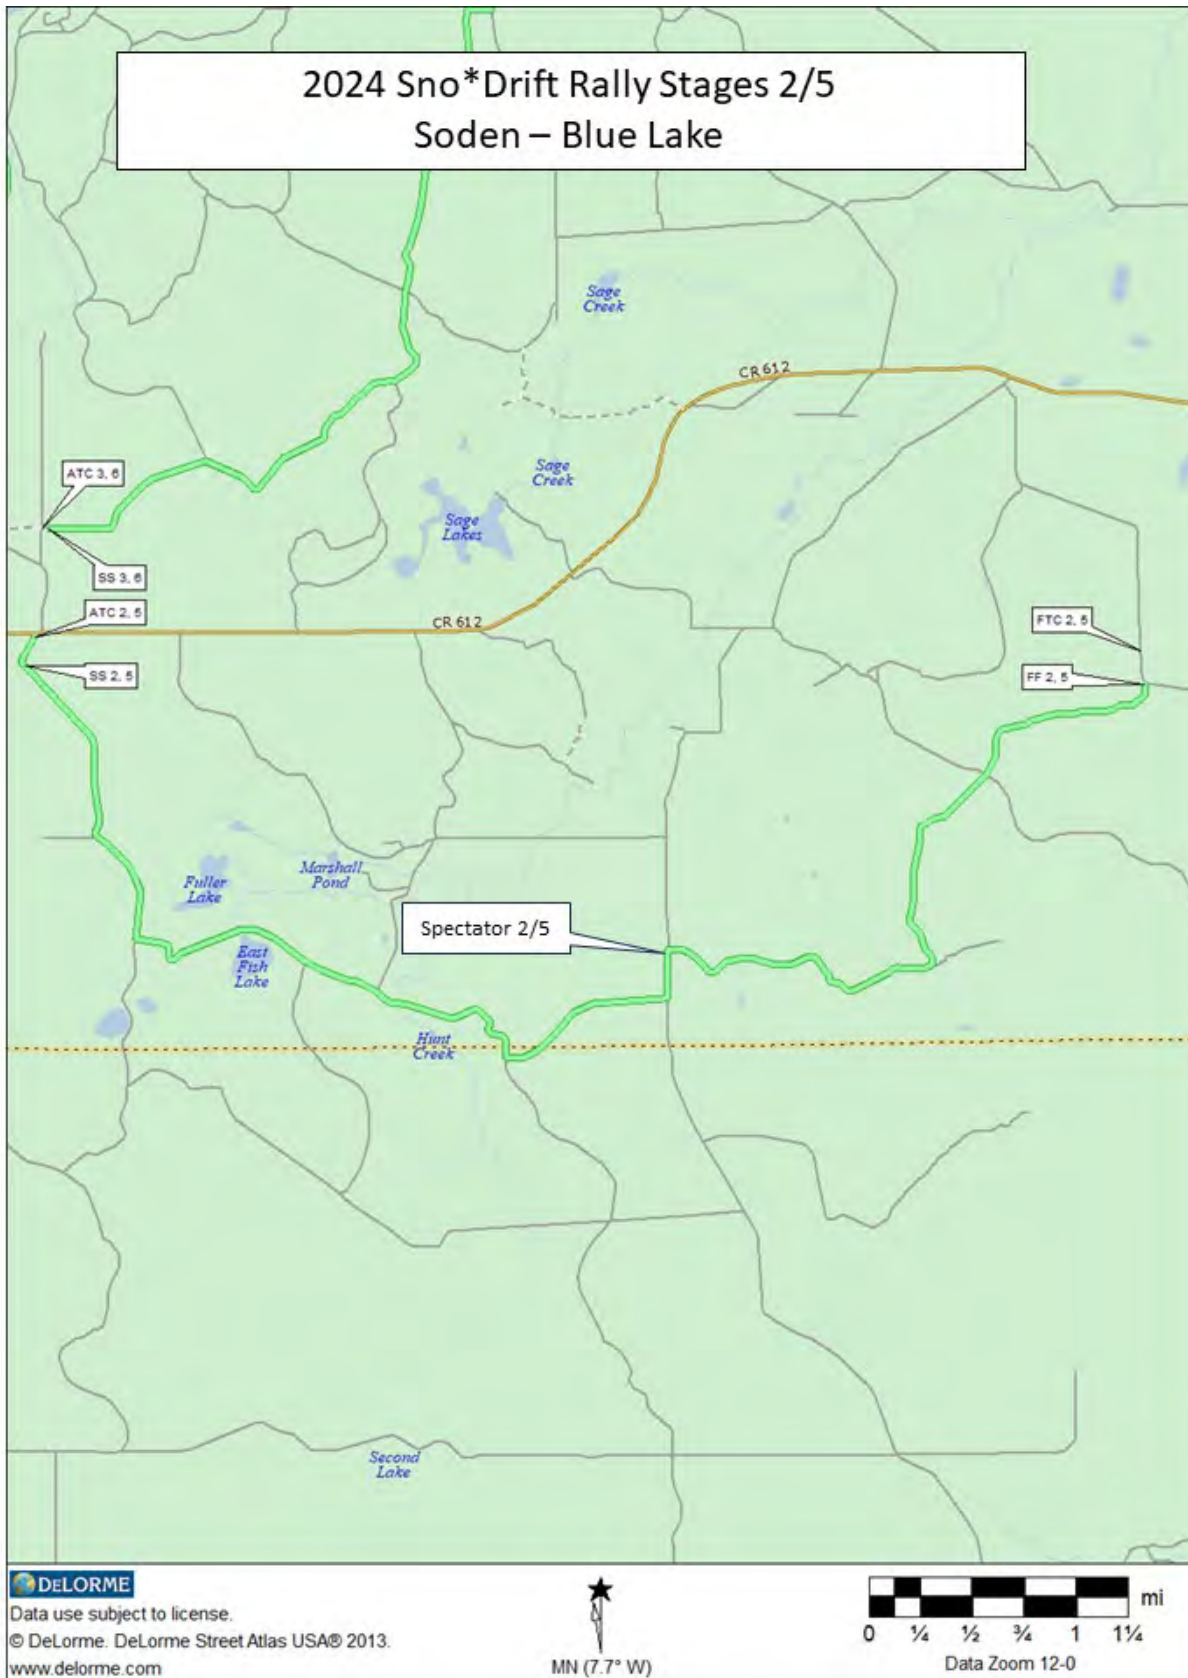 2024 Sno*Drift Rally Stages 2/5
Soden – Blue Lake
Sage
Creek
CR 612
ATC 3, 6
Sage
Creek
Sage
Lakes
SS 3, 6
ATC 2, 5
CR 612
FTC 2, 5
SS 2, 5
FF 2, 5
Marshall
Pond
Fuller
Lake
Spectator 2/5
East
Fish
Lake
Hunt
Creek
Second
Lake
DELORME
Data use subject to license.
© DeLorme. DeLorme Street Atlas USA® 2013.
www.delorme.com
MN (7.7° W)
mi
0 ¼ ½ ¾ 1 1¼
Data Zoom 12-0